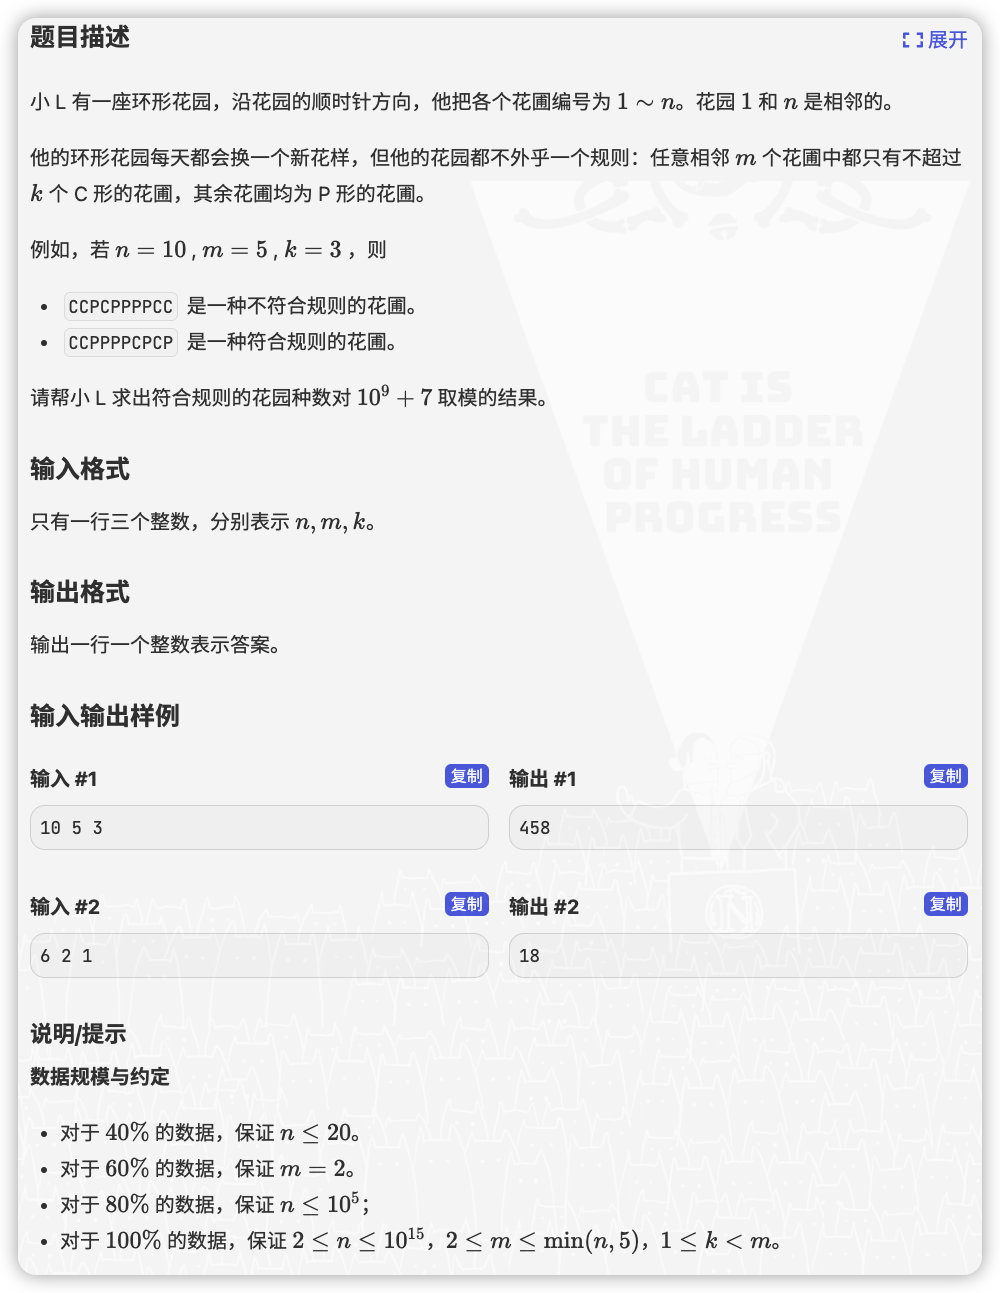 题目描述
展开
小 L 有一座环形花园，沿花园的顺时针方向，他把各个花圃编号为 1 ∼ n。花园 1 和 n 是相邻的。
他的环形花园每天都会换一个新花样，但他的花园都不外乎一个规则：任意相邻 m 个花圃中都只有不超过
k 个 C 形的花圃，其余花圃均为 P 形的花圃。
例如，若 n = 10 , m = 5 , k = 3 ，则
• CCPCPPPPCC 是一种不符合规则的花圃。
• CCPPPPCPCP 是一种符合规则的花圃。
请帮小 L 求出符合规则的花园种数对 10⁹ + 7 取模的结果。
CAT IS
THE LADDER
OF HUMAN
PROGRESS
输入格式
只有一行三个整数，分别表示 n, m, k。
输出格式
输出一行一个整数表示答案。
输入输出样例
输入 #1 复制 输出 #1 复制
10 5 3 458
输入 #2 复制 输出 #2 复制
6 2 1 18
说明/提示
数据规模与约定
• 对于 40% 的数据，保证 n ≤ 20。
• 对于 60% 的数据，保证 m = 2。
• 对于 80% 的数据，保证 n ≤ 10⁵；
• 对于 100% 的数据，保证 2 ≤ n ≤ 10¹⁵，2 ≤ m ≤ min(n, 5)，1 ≤ k < m。